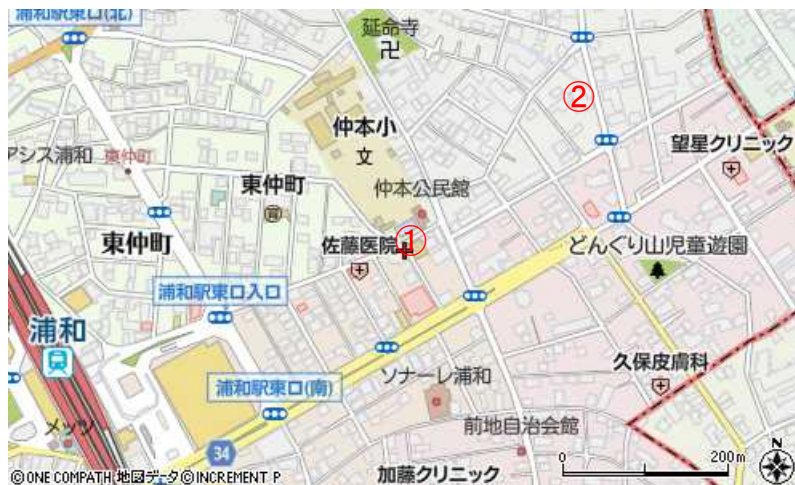 浦和駅東口(北)
延命寺
卍
②
仲本小
文
望星クリニック
アシス浦和
東仲町
東仲町
仲本公民館
東仲町
①
佐藤医院
どんぐり山児童遊園
浦和駅東口入口
浦和
久保皮膚科
ソナーレ浦和
浦和駅東口(南)
前地自治会館
メッツ
34
加藤クリニック
0
200m
N
©ONE COMPATH 地図データ©INCREMENT P